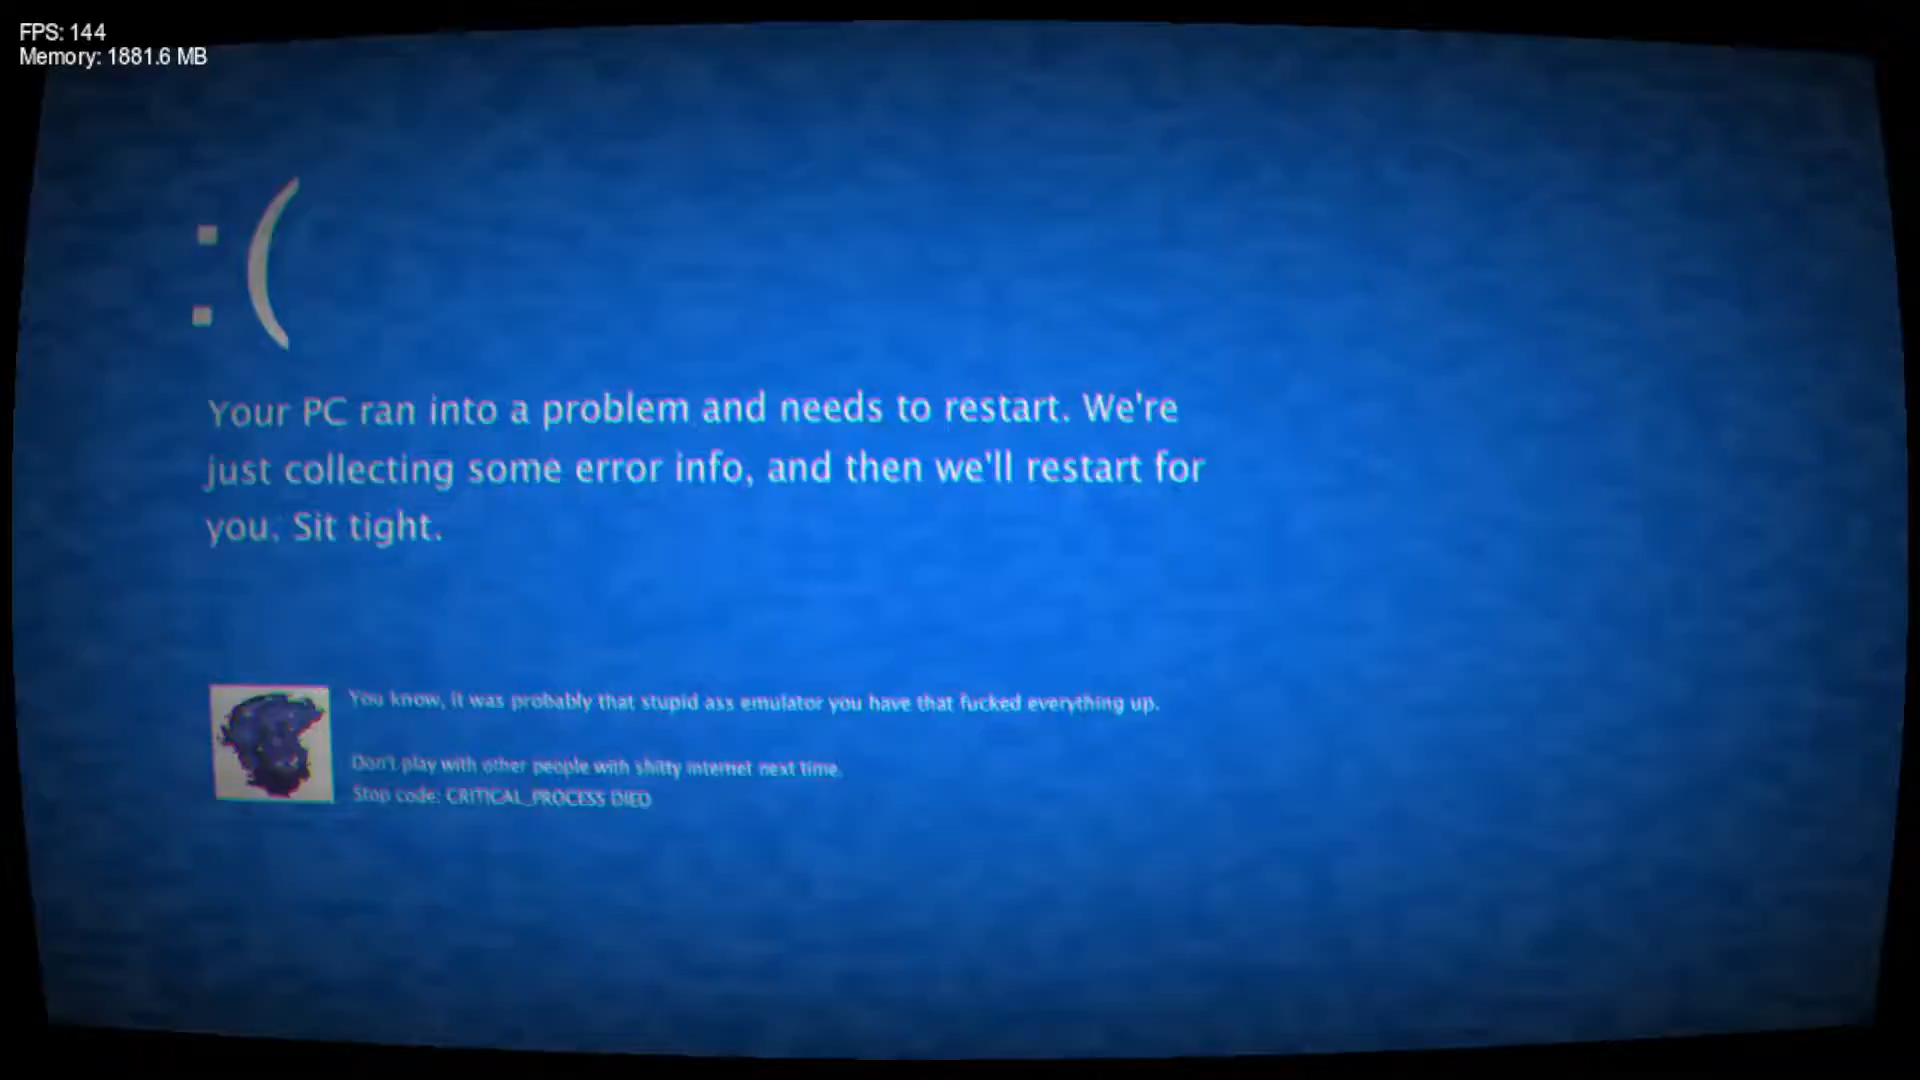 FPS: 144
Memory: 1881.6 MB
:(
Your PC ran into a problem and needs to restart. We're
just collecting some error info, and then we'll restart for
you. Sit tight.
You know, it was probably that stupid ass emulator you have that fucked everything up.
Don't play with other people with shitty internet next time.
Stop code: CRITICAL_PROCESS DIED